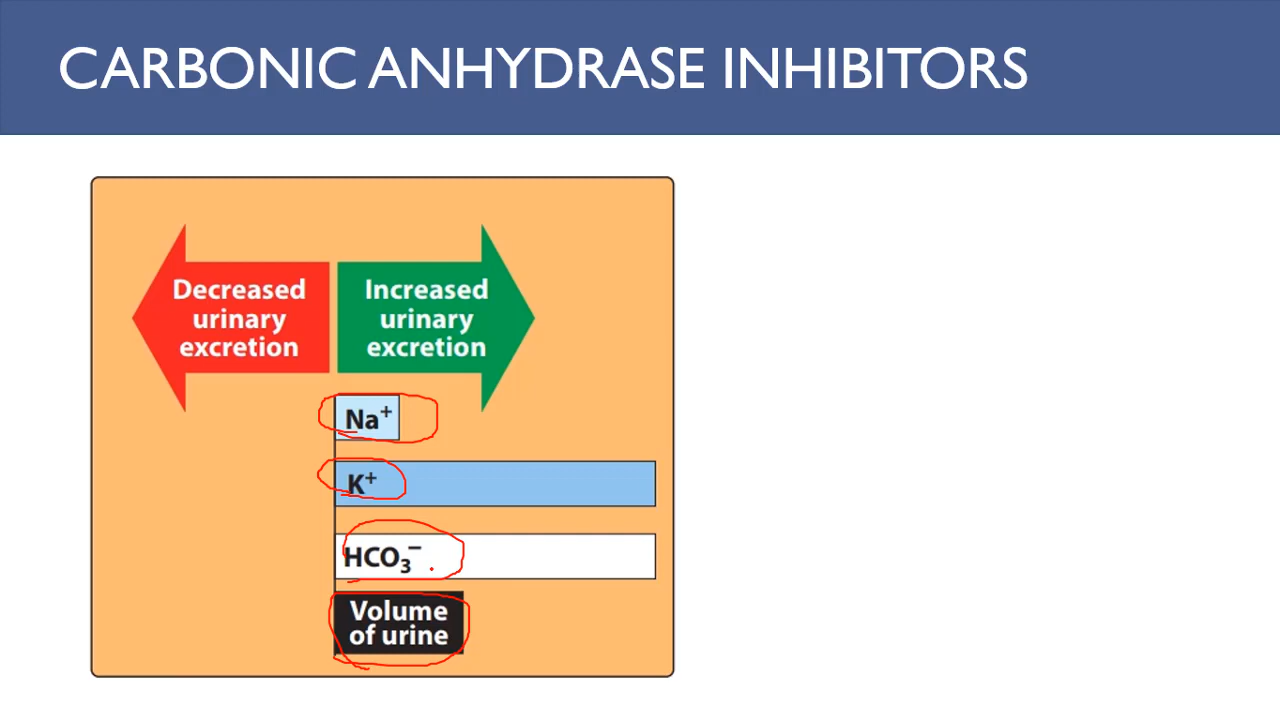 CARBONIC ANHYDRASE INHIBITORS
Decreased
urinary
excretion
Increased
urinary
excretion
Na⁺
K⁺
HCO₃⁻
Volume
of urine